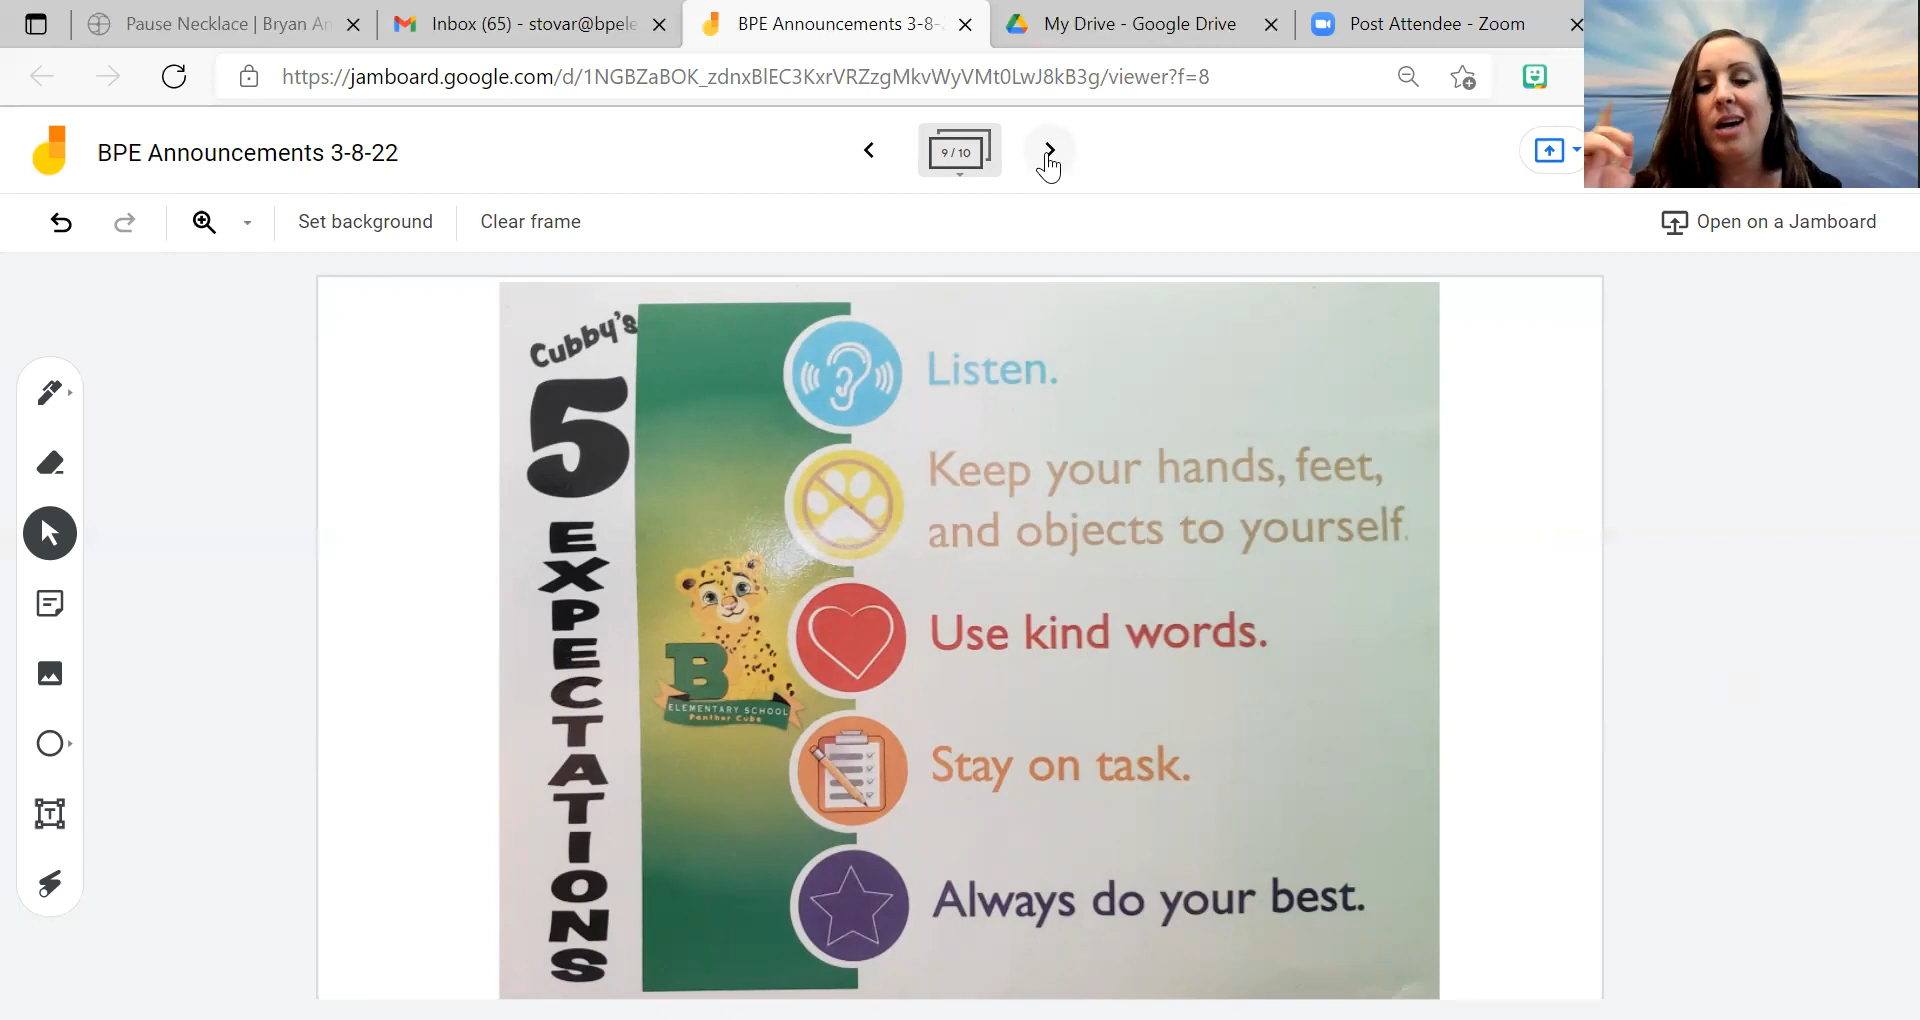 Pause Necklace | Bryan An
Inbox (65) - stovar@bpele
BPE Announcements 3-8-
My Drive - Google Drive
Post Attendee - Zoom
https://jamboard.google.com/d/1NGBZaBOK_zdnxBlEC3KxrVRZzgMkvWyVMt0LwJ8kB3g/viewer?f=8
BPE Announcements 3-8-22
9 / 10
Set background
Clear frame
Open on a Jamboard
Cubby's
5
EXPECTATIONS
B
ELEMENTARY SCHOOL
Panther Cubs
Listen.
Keep your hands, feet,
and objects to yourself.
Use kind words.
Stay on task.
Always do your best.